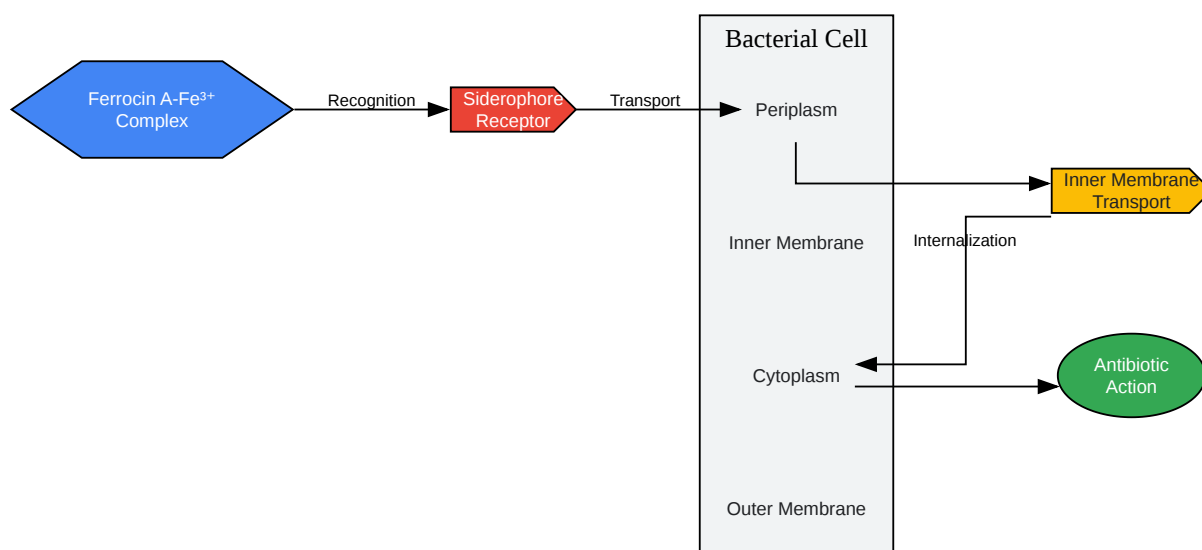 Bacterial Cell
Ferrocin A-Fe³⁺
Complex
Recognition
Siderophore
Receptor
Transport
Periplasm
Inner Membrane
Transport
Inner Membrane
Internalization
Cytoplasm
Antibiotic
Action
Outer Membrane